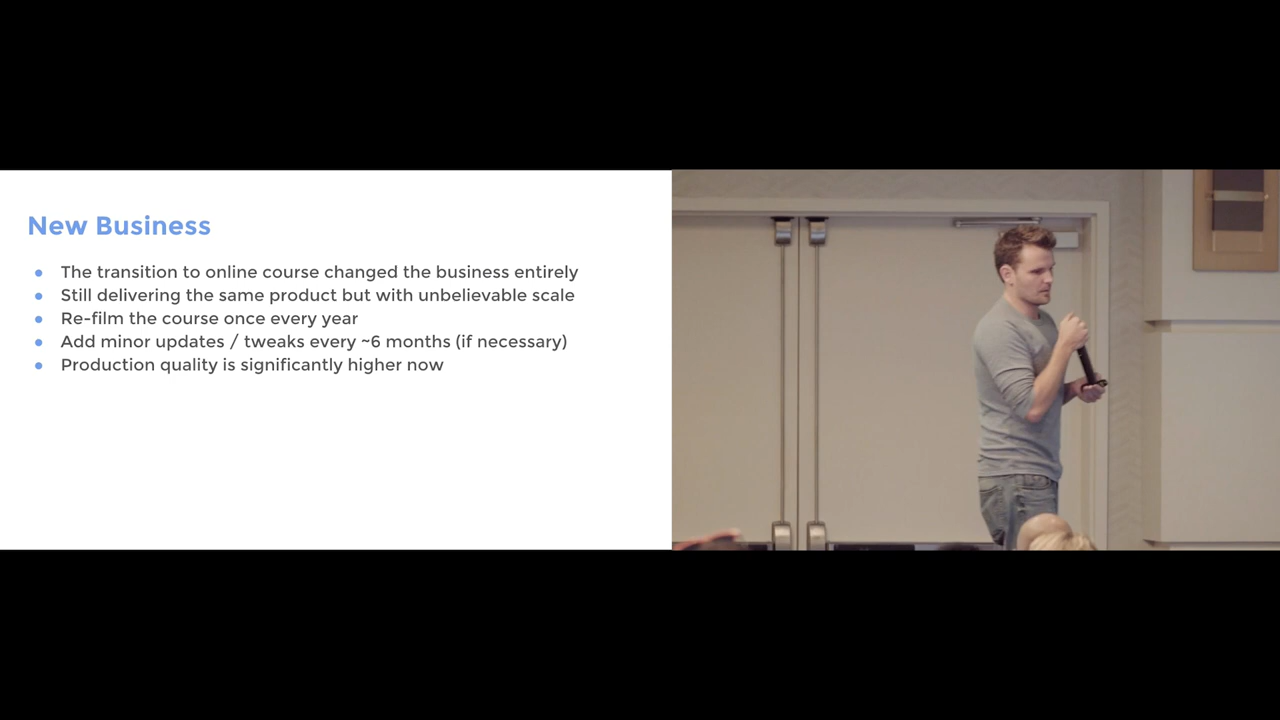 New Business
● The transition to online course changed the business entirely
● Still delivering the same product but with unbelievable scale
● Re-film the course once every year
● Add minor updates / tweaks every ~6 months (if necessary)
● Production quality is significantly higher now